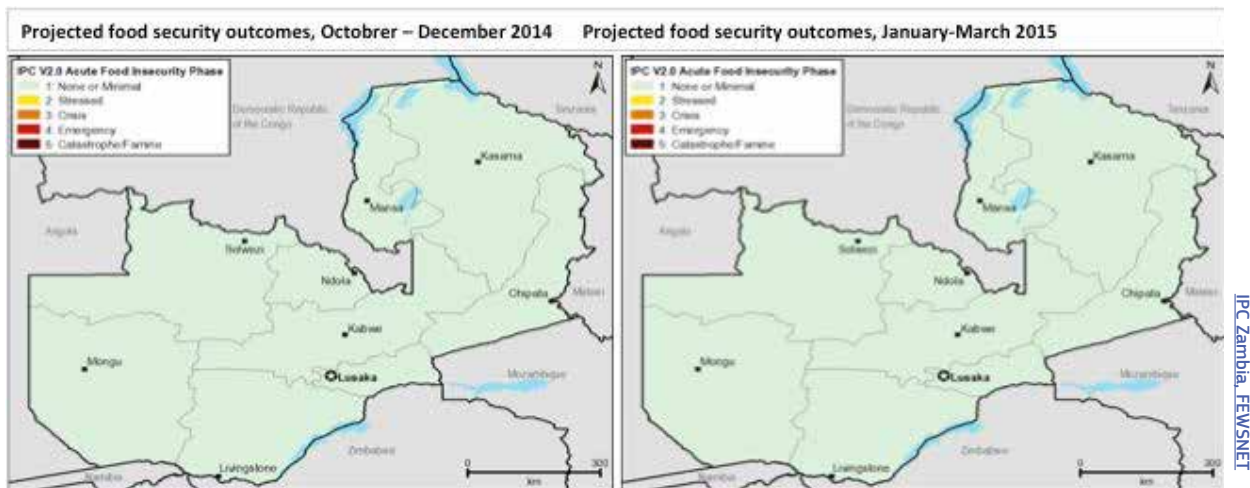 Projected food security outcomes, Octobrer – December 2014
Projected food security outcomes, January-March 2015
IPC V2.0 Acute Food Insecurity Phase
1: None or Minimal
2: Stressed
3: Crisis
4: Emergency
5: Catastrophe/Famine
N
Democratic Republic
of the Congo
Tanzania
Kasama
Mansa
Angola
Solwezi
Ndola
Chipata
Malawi
Kabwe
Mongu
Lusaka
Mozambique
Zimbabwe
Livingstone
Namibia
0
300
km
IPC V2.0 Acute Food Insecurity Phase
1: None or Minimal
2: Stressed
3: Crisis
4: Emergency
5: Catastrophe/Famine
N
Democratic Republic
of the Congo
Tanzania
Kasama
Mansa
Angola
Solwezi
Ndola
Chipata
Malawi
Kabwe
Mongu
Lusaka
Mozambique
Zimbabwe
Livingstone
Namibia
0
300
km
IPC Zambia, FEWSNET